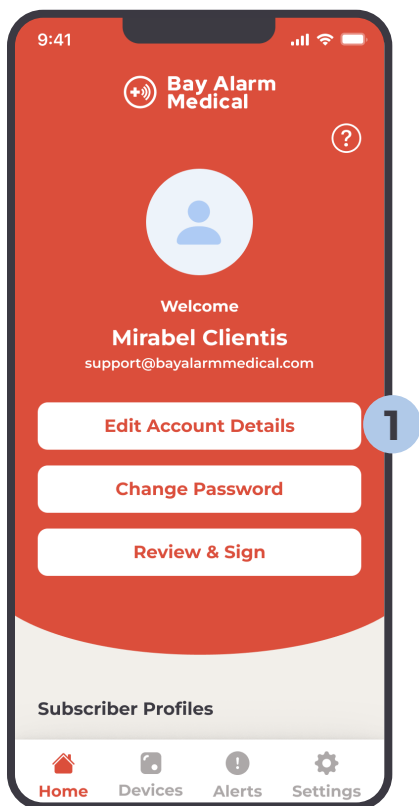 9:41
Bay Alarm
Medical
?
Welcome
Mirabel Clientis
support@bayalarmmedical.com
Edit Account Details
1
Change Password
Review & Sign
Subscriber Profiles
Home Devices Alerts Settings